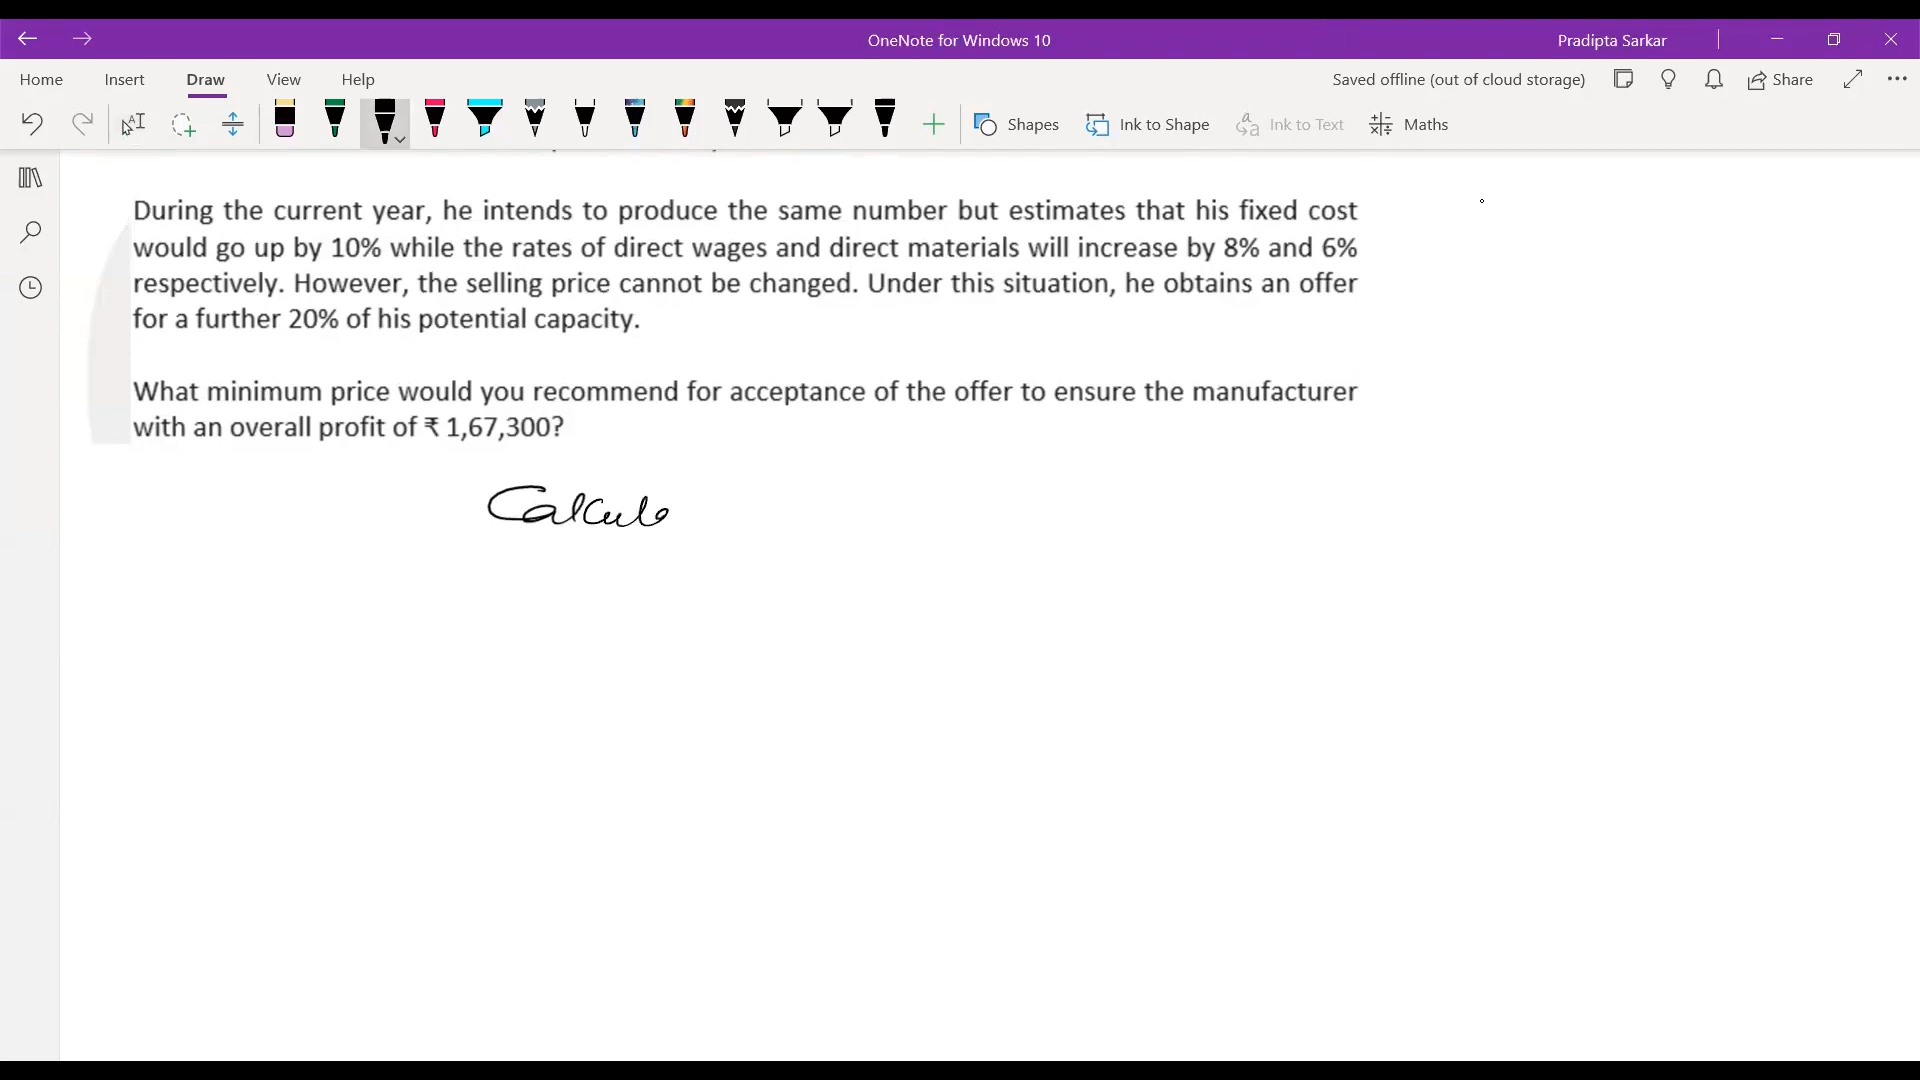 OneNote for Windows 10
Pradipta Sarkar
Home Insert Draw View Help
Saved offline (out of cloud storage)
Share
Shapes
Ink to Shape
Ink to Text
Maths
During the current year, he intends to produce the same number but estimates that his fixed cost
would go up by 10% while the rates of direct wages and direct materials will increase by 8% and 6%
respectively. However, the selling price cannot be changed. Under this situation, he obtains an offer
for a further 20% of his potential capacity.
What minimum price would you recommend for acceptance of the offer to ensure the manufacturer
with an overall profit of ₹ 1,67,300?
Calcula